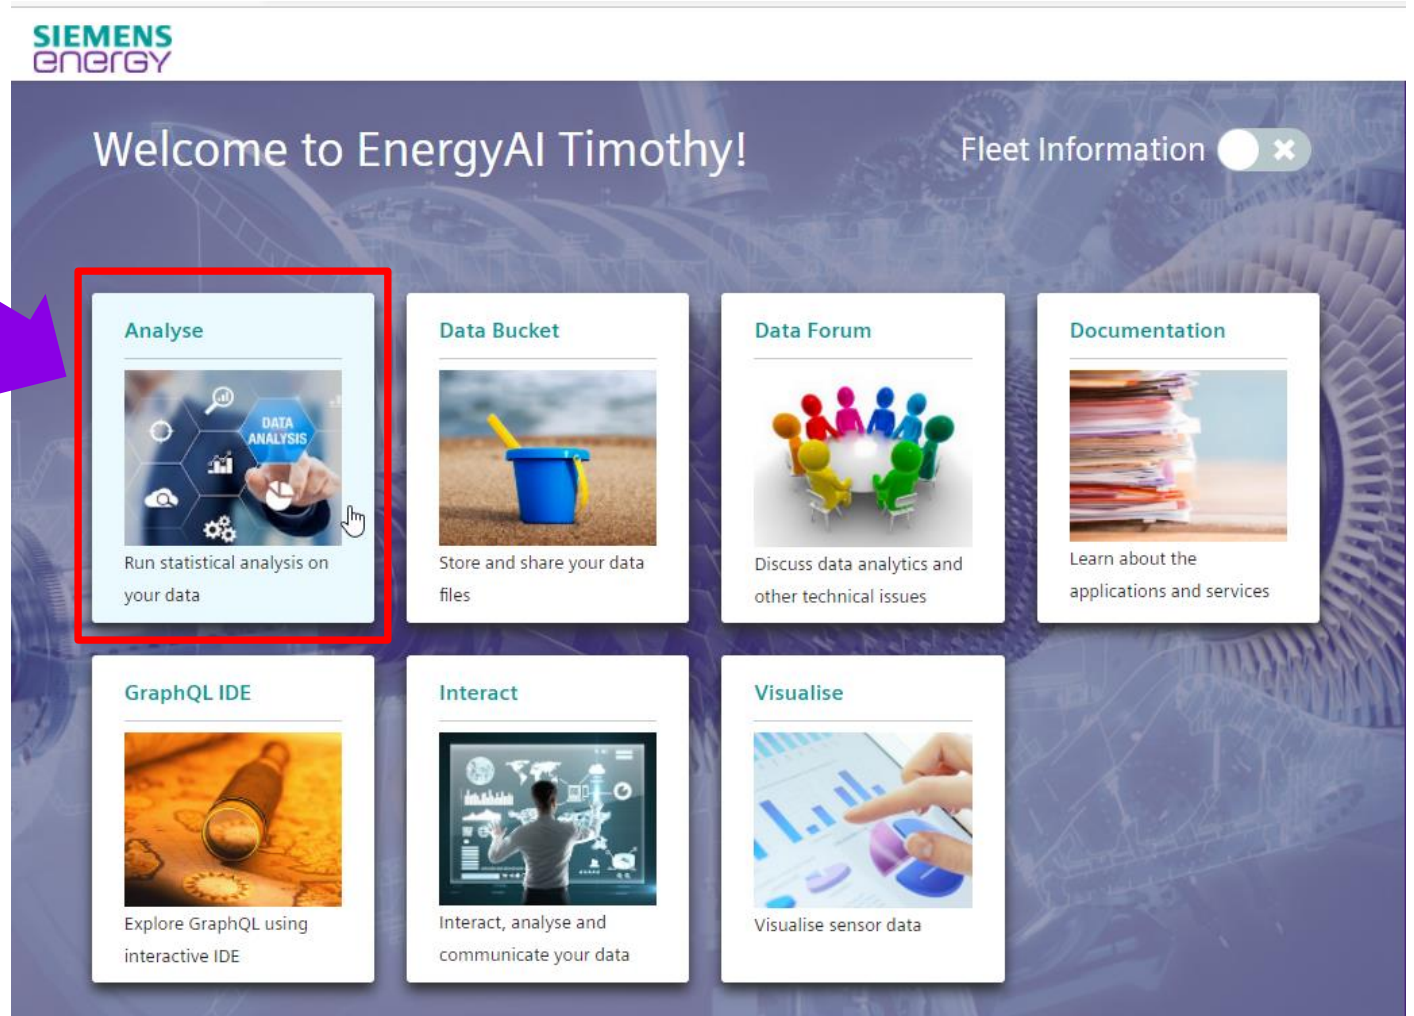 SIEMENS
energy
Welcome to EnergyAI Timothy!
Fleet Information
Analyse
DATA
ANALYSIS
Run statistical analysis on
your data
Data Bucket
Store and share your data
files
Data Forum
Discuss data analytics and
other technical issues
Documentation
Learn about the
applications and services
GraphQL IDE
Explore GraphQL using
interactive IDE
Interact
Interact, analyse and
communicate your data
Visualise
Visualise sensor data